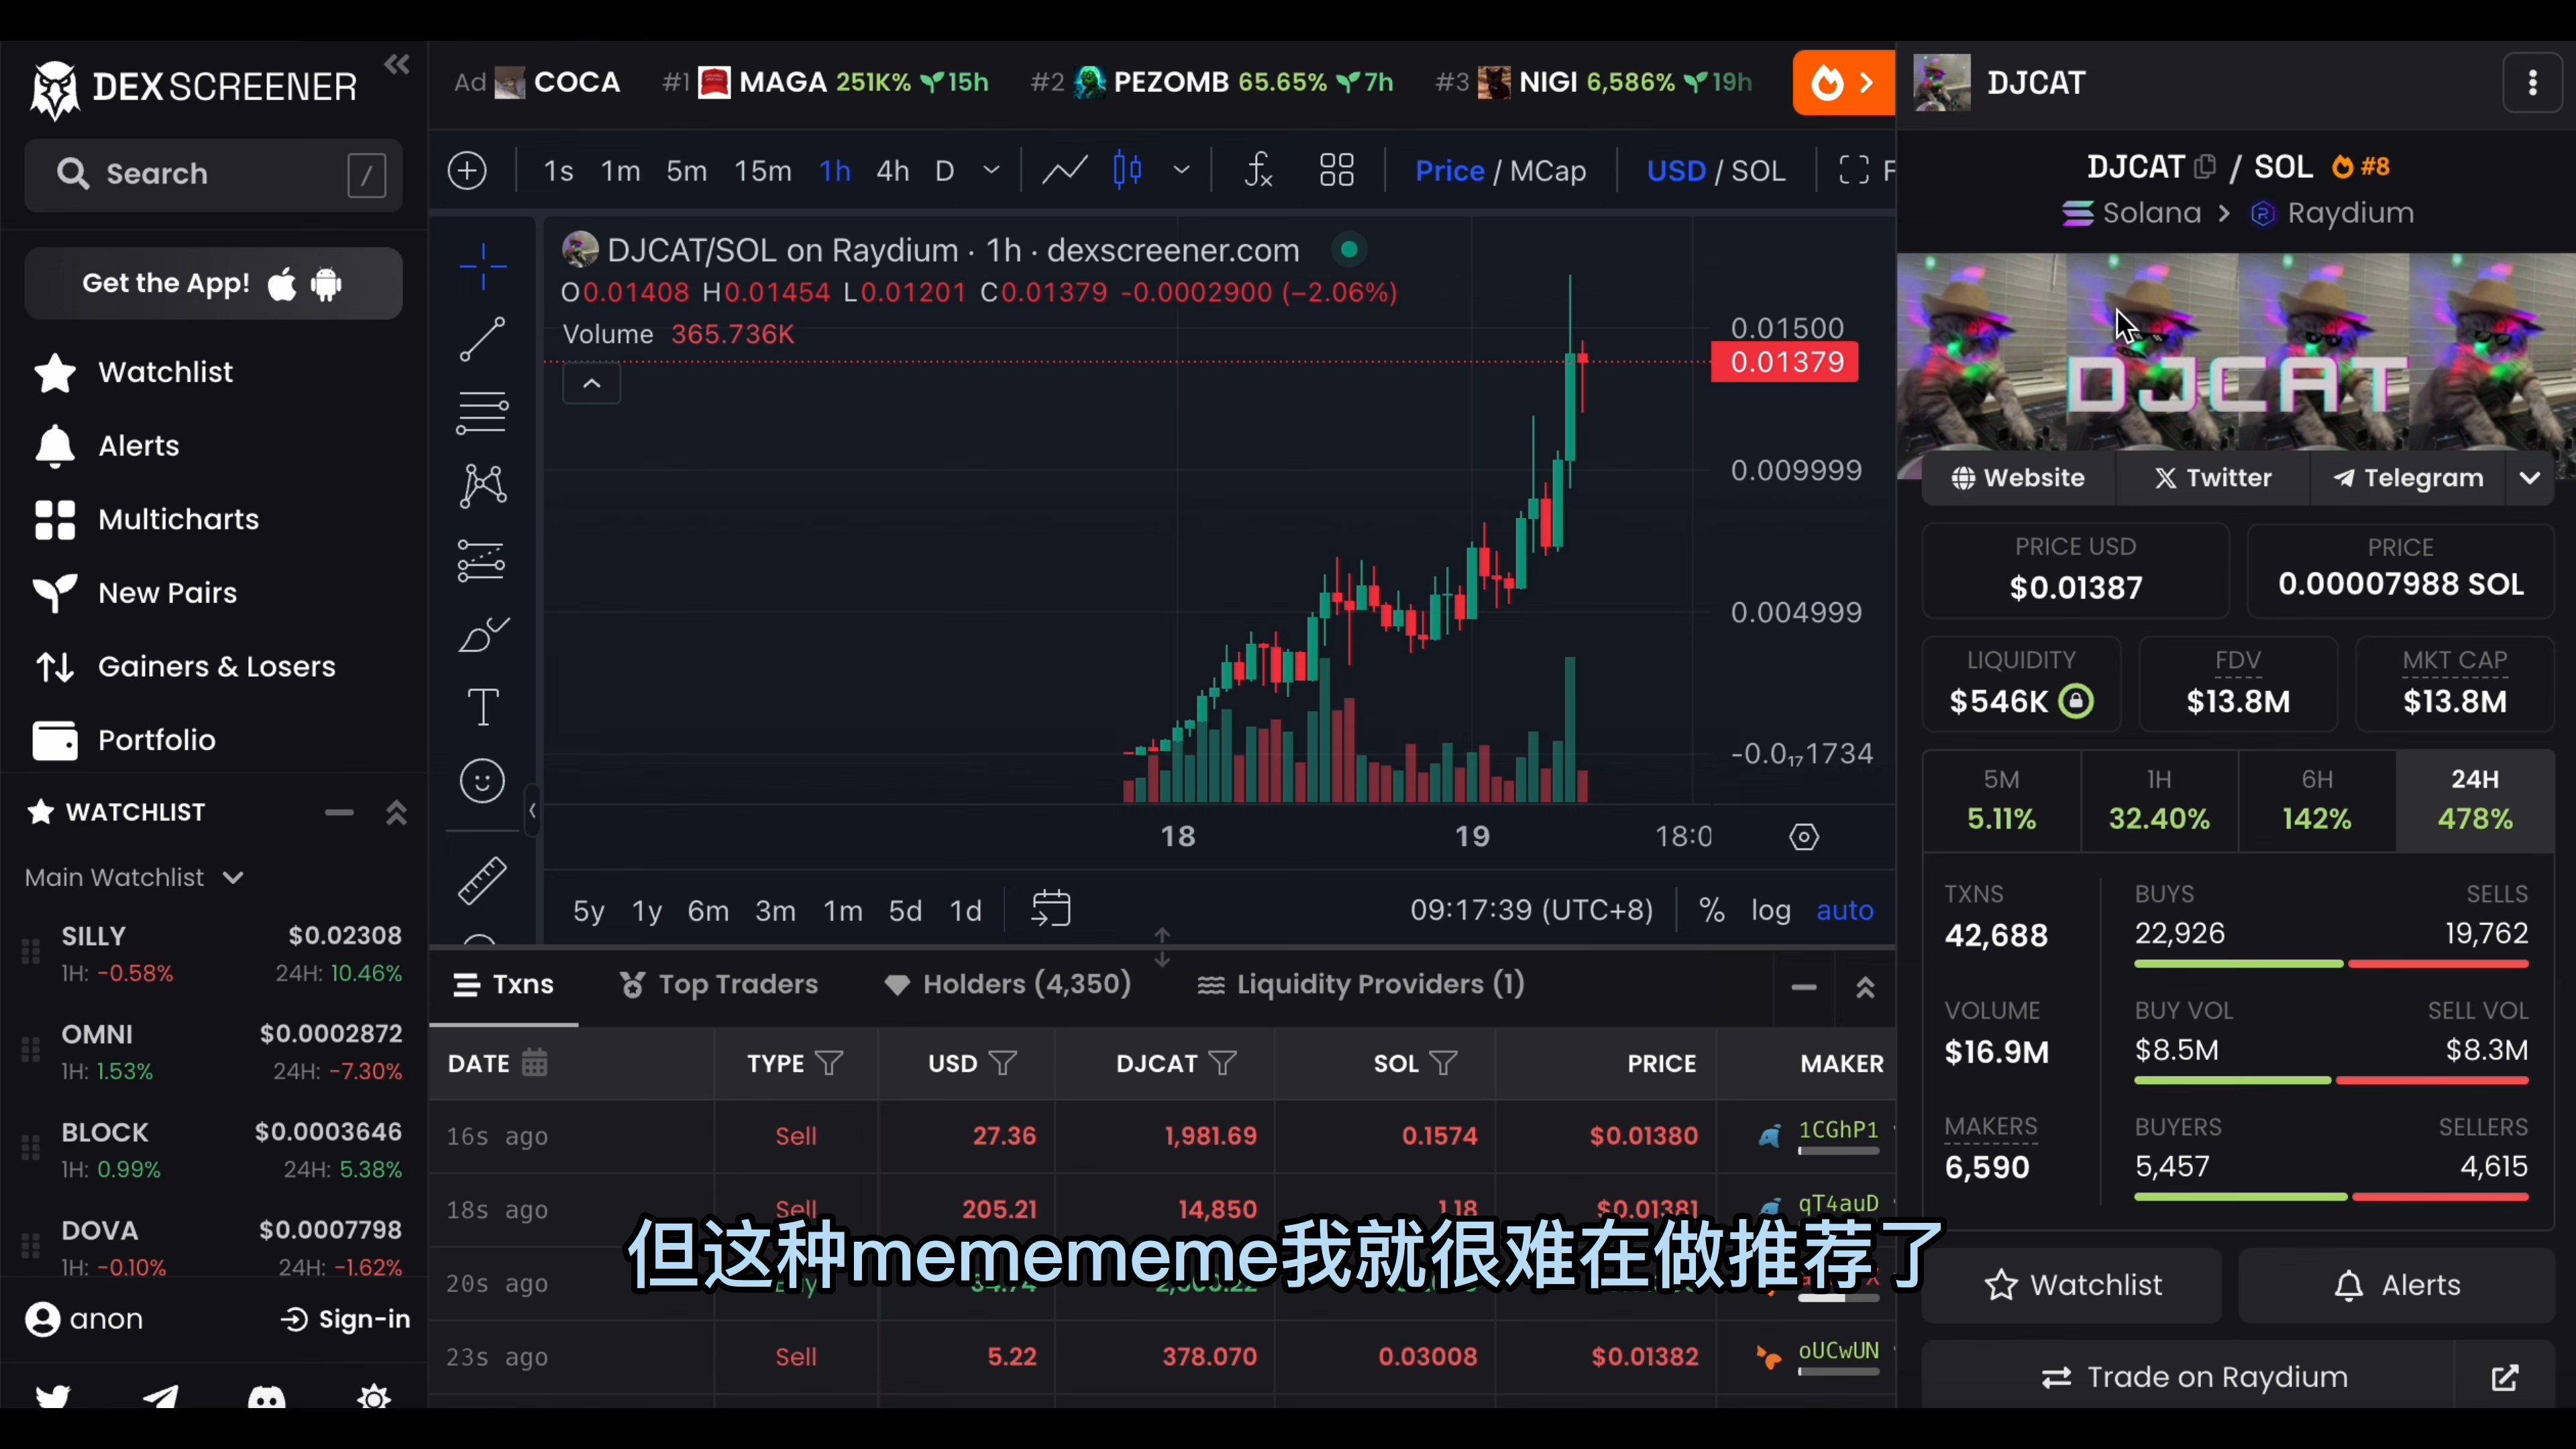 DEX SCREENER
Search /
Get the App!
Watchlist
Alerts
Multicharts
New Pairs
Gainers & Losers
Portfolio
WATCHLIST
Main Watchlist
SILLY $0.02308
1H: -0.58% 24H: 10.46%
OMNI $0.0002872
1H: 1.53% 24H: -7.30%
BLOCK $0.0003646
1H: 0.99% 24H: 5.38%
DOVA $0.0007798
1H: -0.10% 24H: -1.62%
anon Sign-in
Ad COCA #1 MAGA 251K% 15h #2 PEZOMB 65.65% 7h #3 NIGI 6,586% 19h
1s 1m 5m 15m 1h 4h D Price / MCap USD / SOL F
DJCAT/SOL on Raydium · 1h · dexscreener.com
O0.01408 H0.01454 L0.01201 C0.01379 -0.0002900 (−2.06%)
Volume 365.736K
0.01500
0.01379
0.009999
0.004999
-0.0₁₇1734
18 19 18:0
5y 1y 6m 3m 1m 5d 1d 09:17:39 (UTC+8) % log auto
Txns Top Traders Holders (4,350) Liquidity Providers (1)
DATE TYPE USD DJCAT SOL PRICE MAKER
16s ago Sell 27.36 1,981.69 0.1574 $0.01380 1CGhP1
18s ago Sell 205.21 14,850 1.18 $0.01381 qT4auD
20s ago
23s ago Sell 5.22 378.070 0.03008 $0.01382 oUCwUN
但这种memememe我就很难在做推荐了
DJCAT
DJCAT / SOL #8
Solana > Raydium
DJCAT
Website Twitter Telegram
PRICE USD PRICE
$0.01387 0.00007988 SOL
LIQUIDITY FDV MKT CAP
$546K $13.8M $13.8M
5M 1H 6H 24H
5.11% 32.40% 142% 478%
TXNS BUYS SELLS
42,688 22,926 19,762
VOLUME BUY VOL SELL VOL
$16.9M $8.5M $8.3M
MAKERS BUYERS SELLERS
6,590 5,457 4,615
Watchlist Alerts
Trade on Raydium